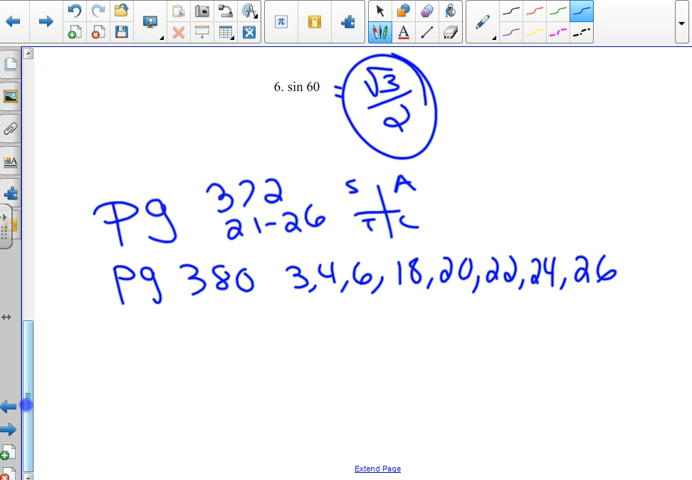 6. sin 60 = √3/2
pg 372 S A
21-26 T C
pg 380 3,4,6, 18,20,22,24,26
Extend Page